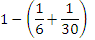 1 − (1/6 + 1/30)